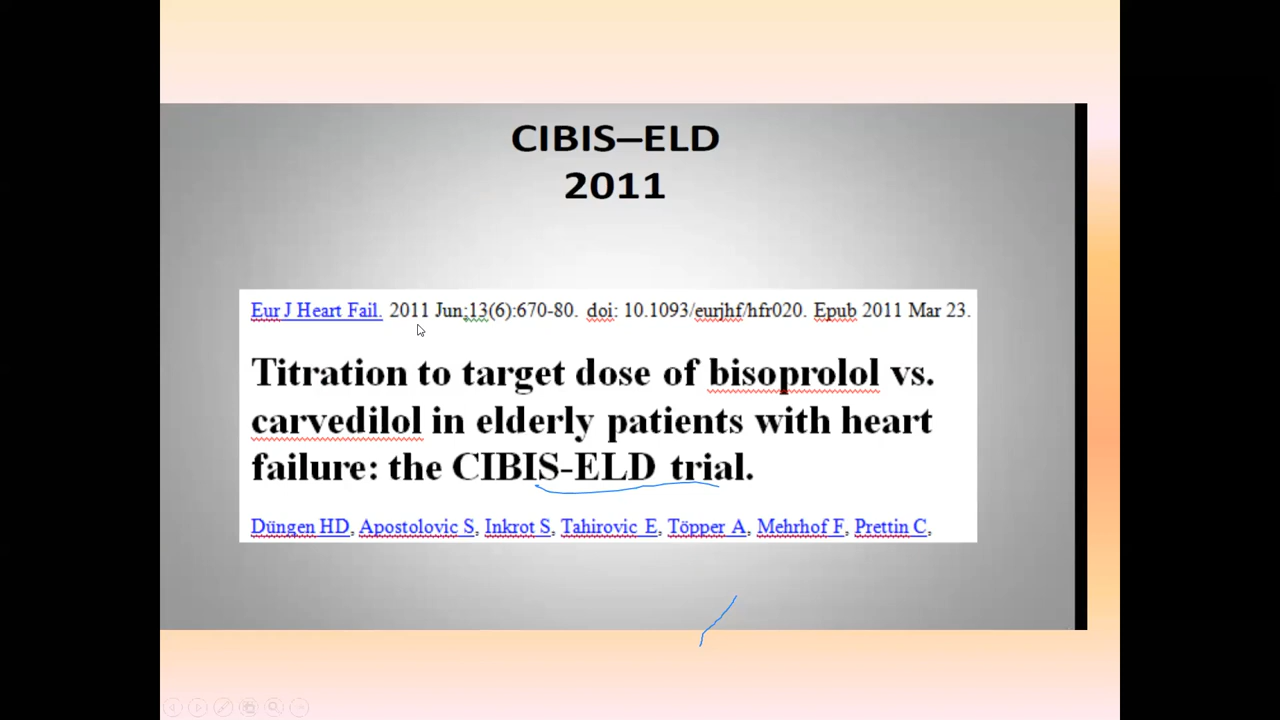 CIBIS–ELD
2011
Eur J Heart Fail. 2011 Jun;13(6):670-80. doi: 10.1093/eurjhf/hfr020. Epub 2011 Mar 23.
Titration to target dose of bisoprolol vs.
carvedilol in elderly patients with heart
failure: the CIBIS-ELD trial.
Düngen HD, Apostolovic S, Inkrot S, Tahirovic E, Töpper A, Mehrhof F, Prettin C,